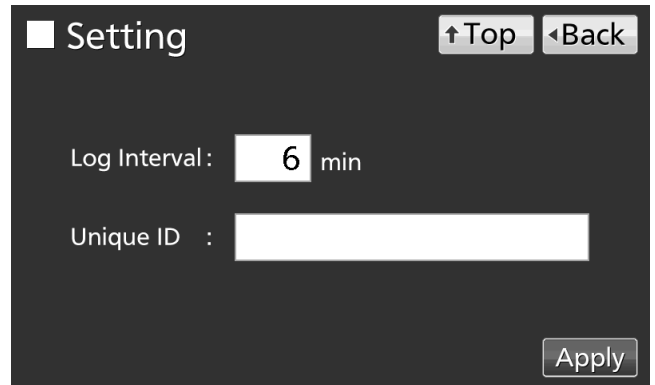 Setting
↑Top ◂Back
Log Interval: 6 min
Unique ID :
Apply